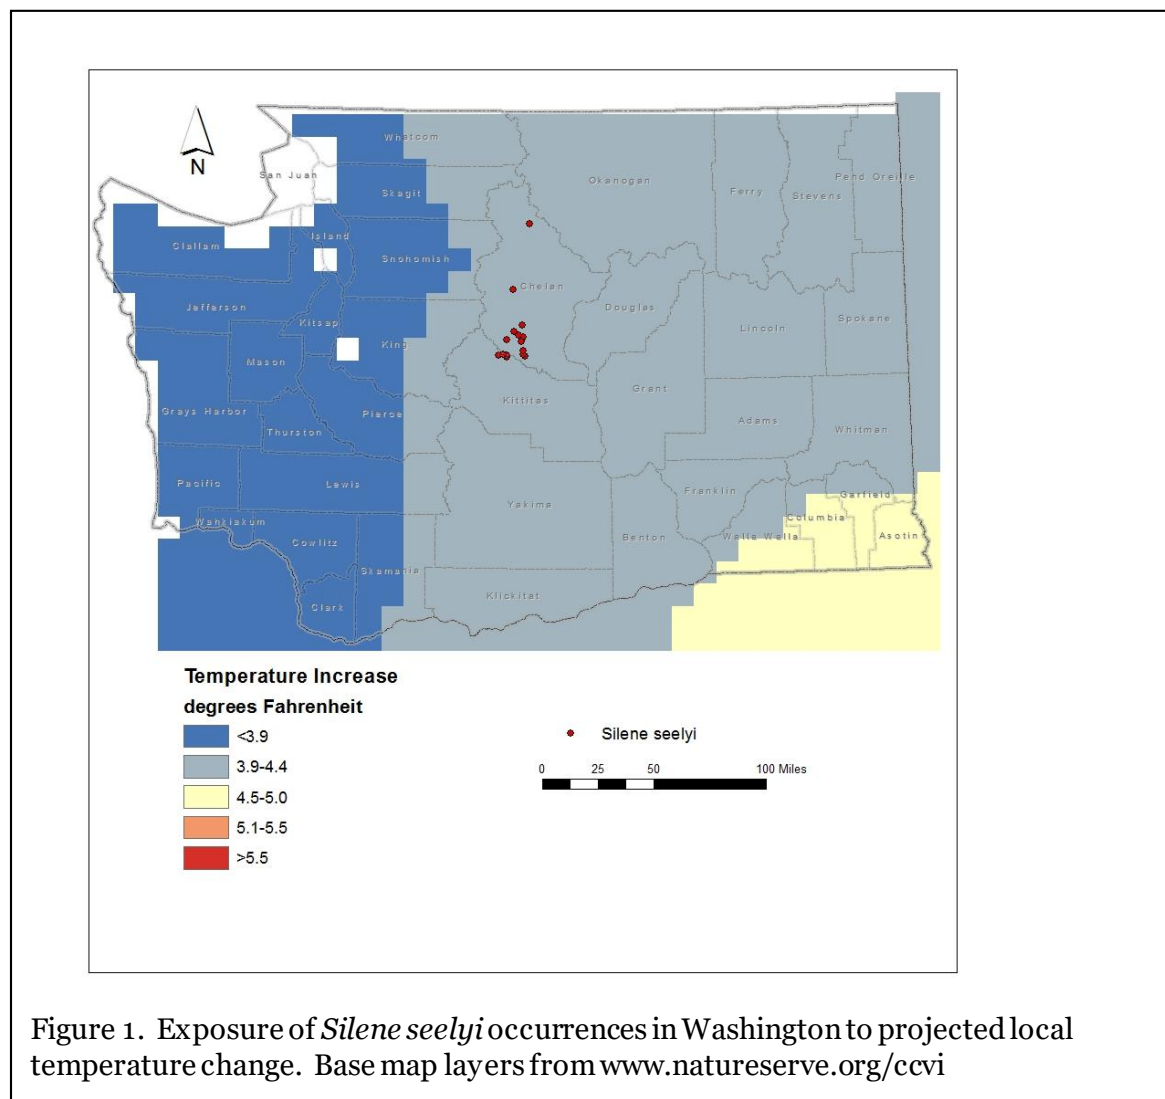 N
Whatcom
San Juan
Skagit
Okanogan
Ferry
Stevens
Pend Oreille
Island
Clallam
Snohomish
Chelan
Jefferson
Kitsap
King
Douglas
Lincoln
Spokane
Mason
Grays Harbor
Thurston
Pierce
Kittitas
Grant
Adams
Whitman
Pacific
Lewis
Wahkiakum
Cowlitz
Skamania
Yakima
Franklin
Benton
Walla Walla
Columbia
Garfield
Asotin
Clark
Klickitat
Temperature Increase
degrees Fahrenheit
<3.9
3.9-4.4
4.5-5.0
5.1-5.5
>5.5
Silene seelyi
0 25 50 100 Miles
Figure 1. Exposure of Silene seelyi occurrences in Washington to projected local
temperature change. Base map layers from www.natureserve.org/ccvi